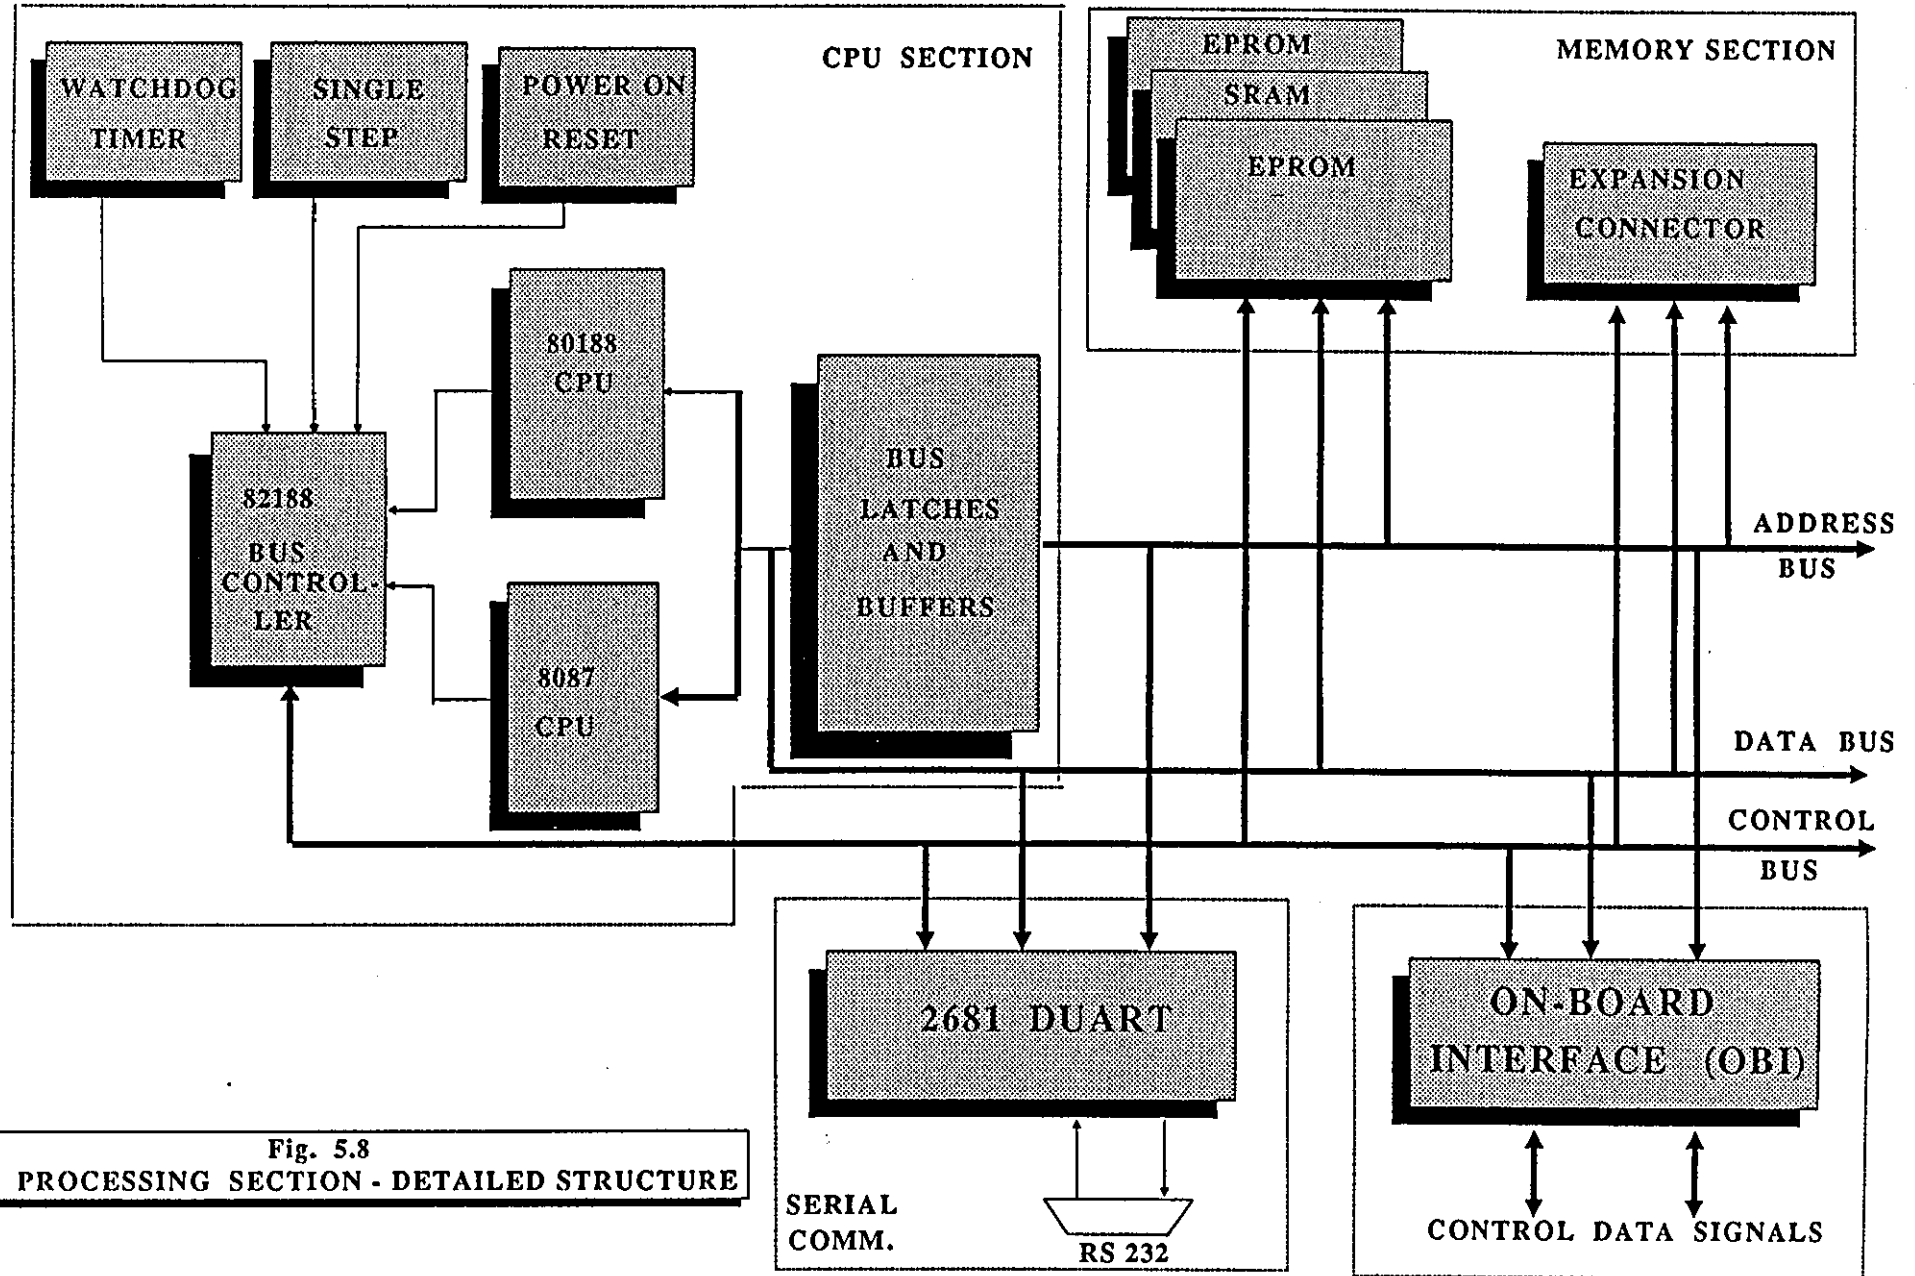 CPU SECTION
WATCHDOG
TIMER
SINGLE
STEP
POWER ON
RESET
80188
CPU
82188
BUS
CONTROL-
LER
8087
CPU
BUS
LATCHES
AND
BUFFERS
MEMORY SECTION
EPROM
SRAM
EPROM
EXPANSION
CONNECTOR
ADDRESS
BUS
DATA BUS
CONTROL
BUS
2681 DUART
SERIAL
COMM.
RS 232
ON-BOARD
INTERFACE (OBI)
CONTROL DATA SIGNALS
Fig. 5.8
PROCESSING SECTION - DETAILED STRUCTURE